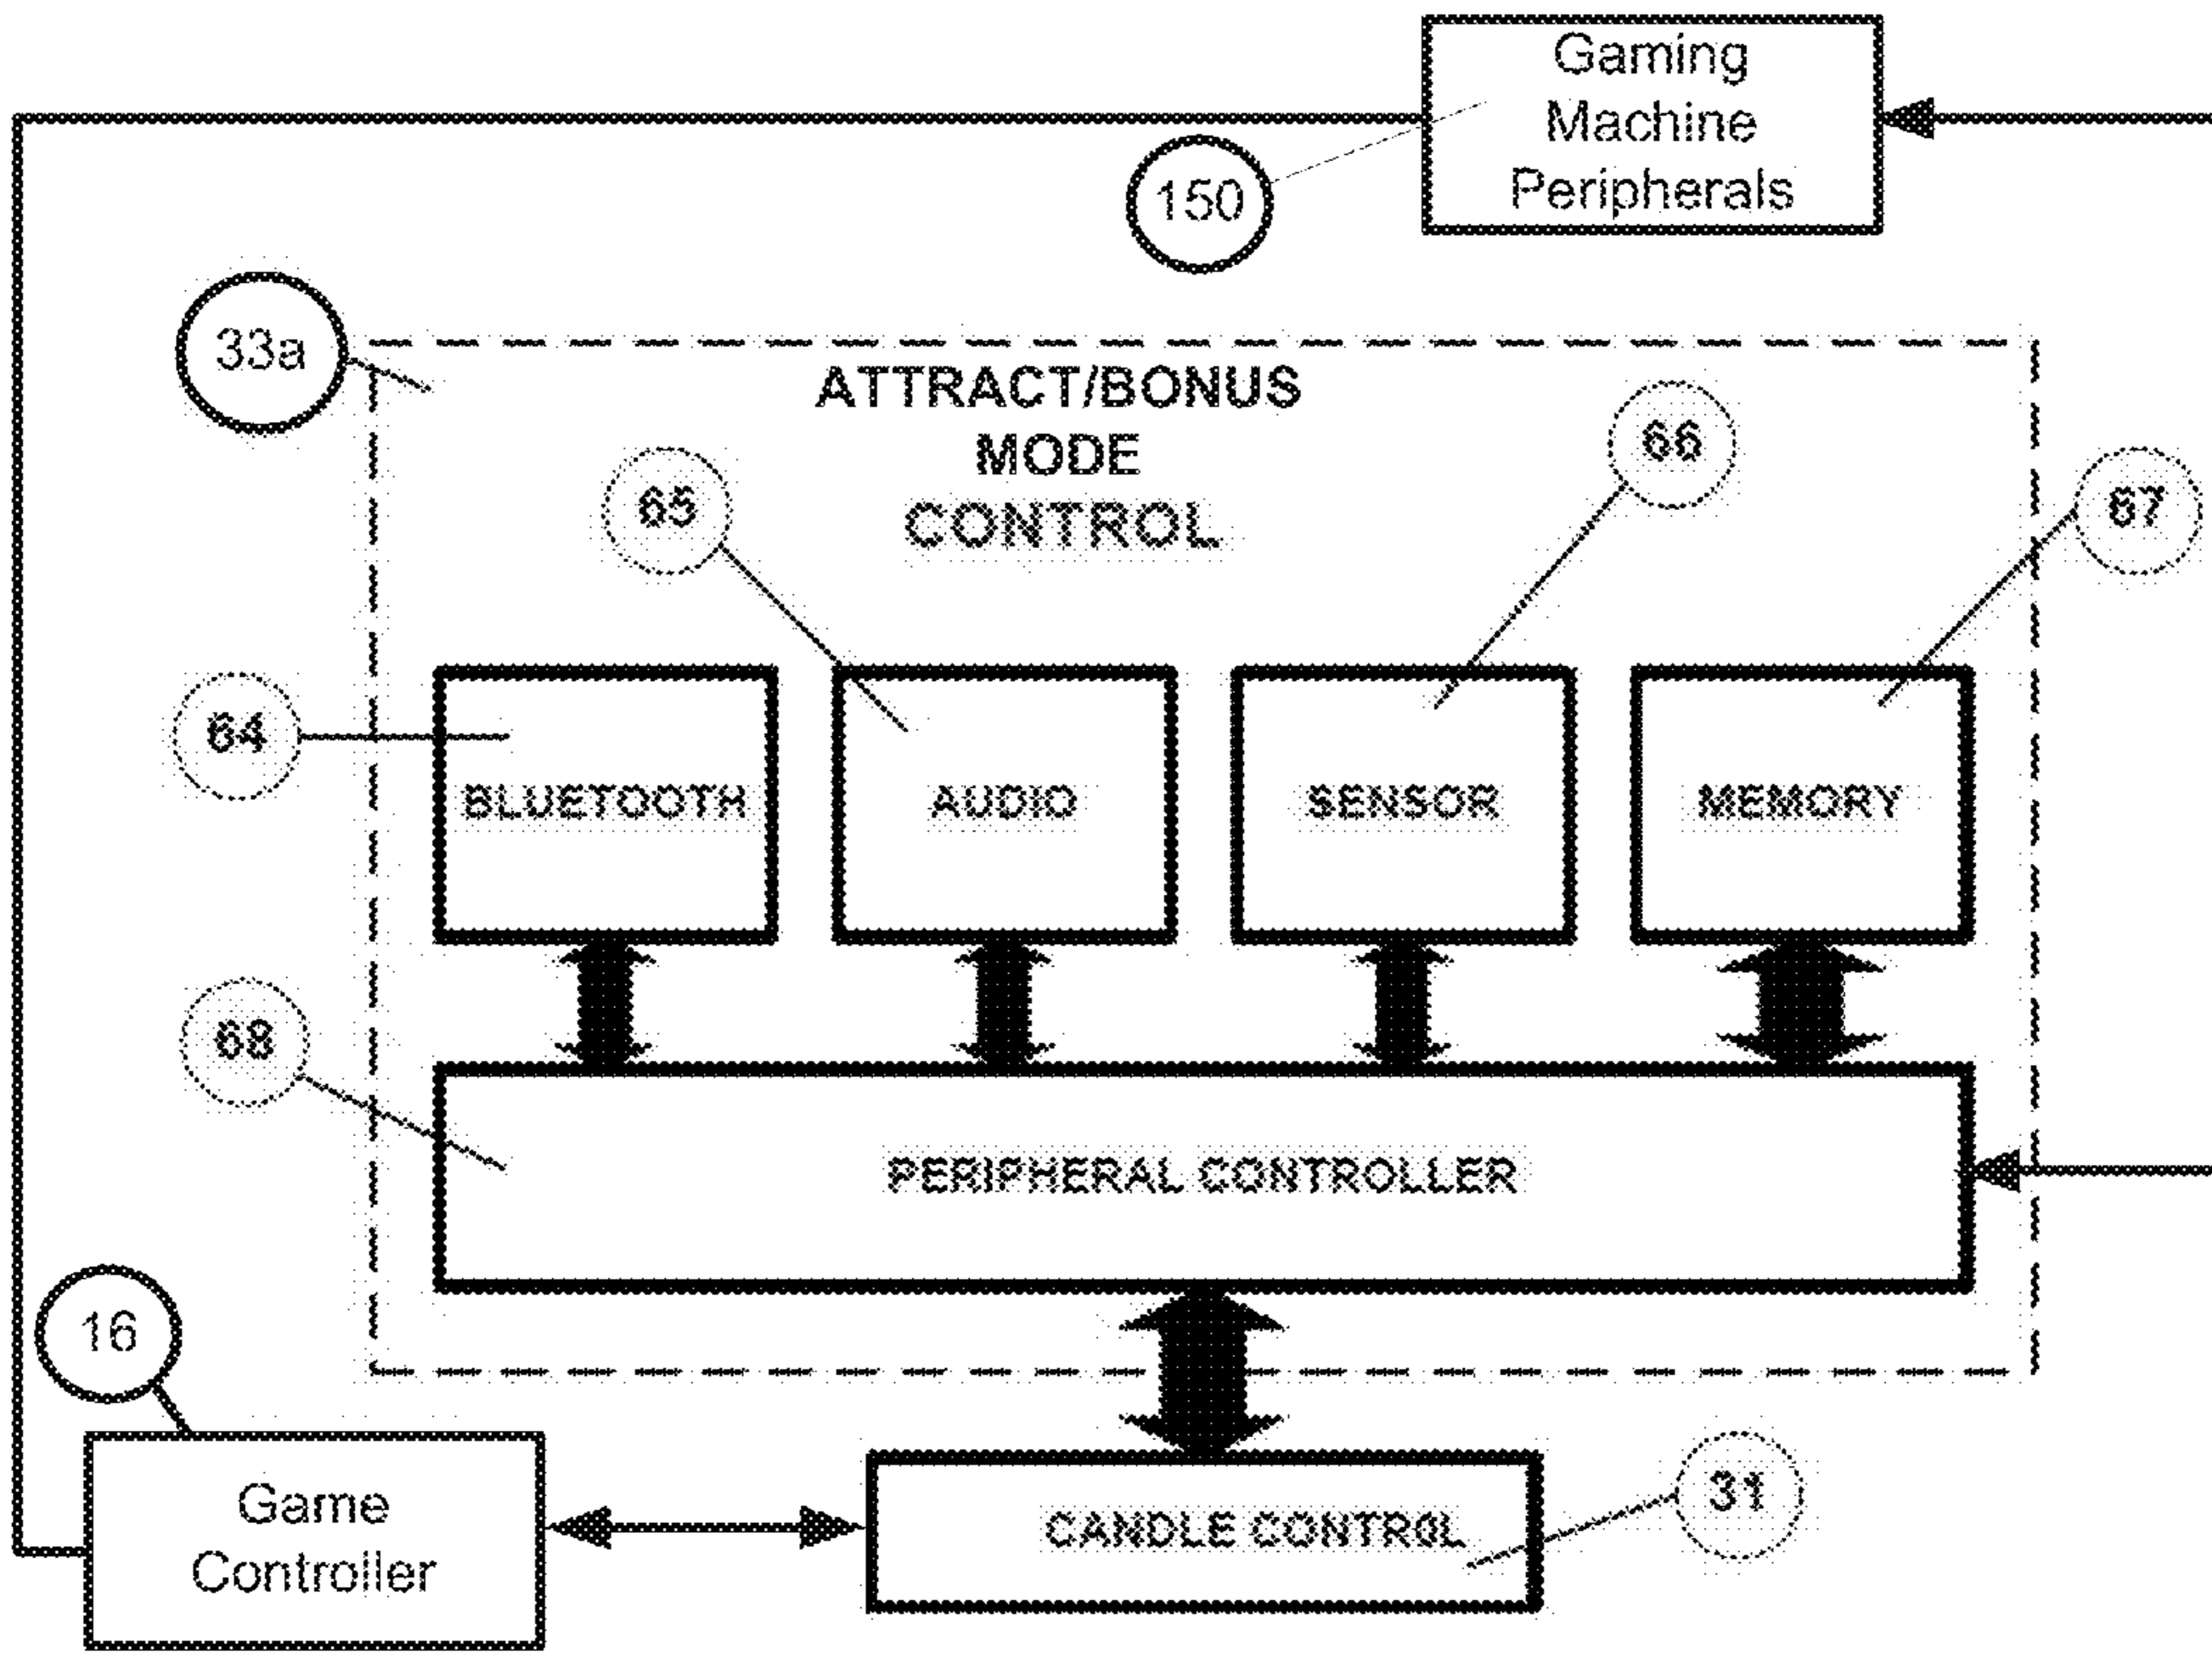 Gaming
Machine
Peripherals
150
33a
ATTRACT/BONUS
MODE
CONTROL
65
66
67
64
BLUETOOTH
AUDIO
SENSOR
MEMORY
68
PERIPHERAL CONTROLLER
16
Game
Controller
CANDLE CONTROL
31